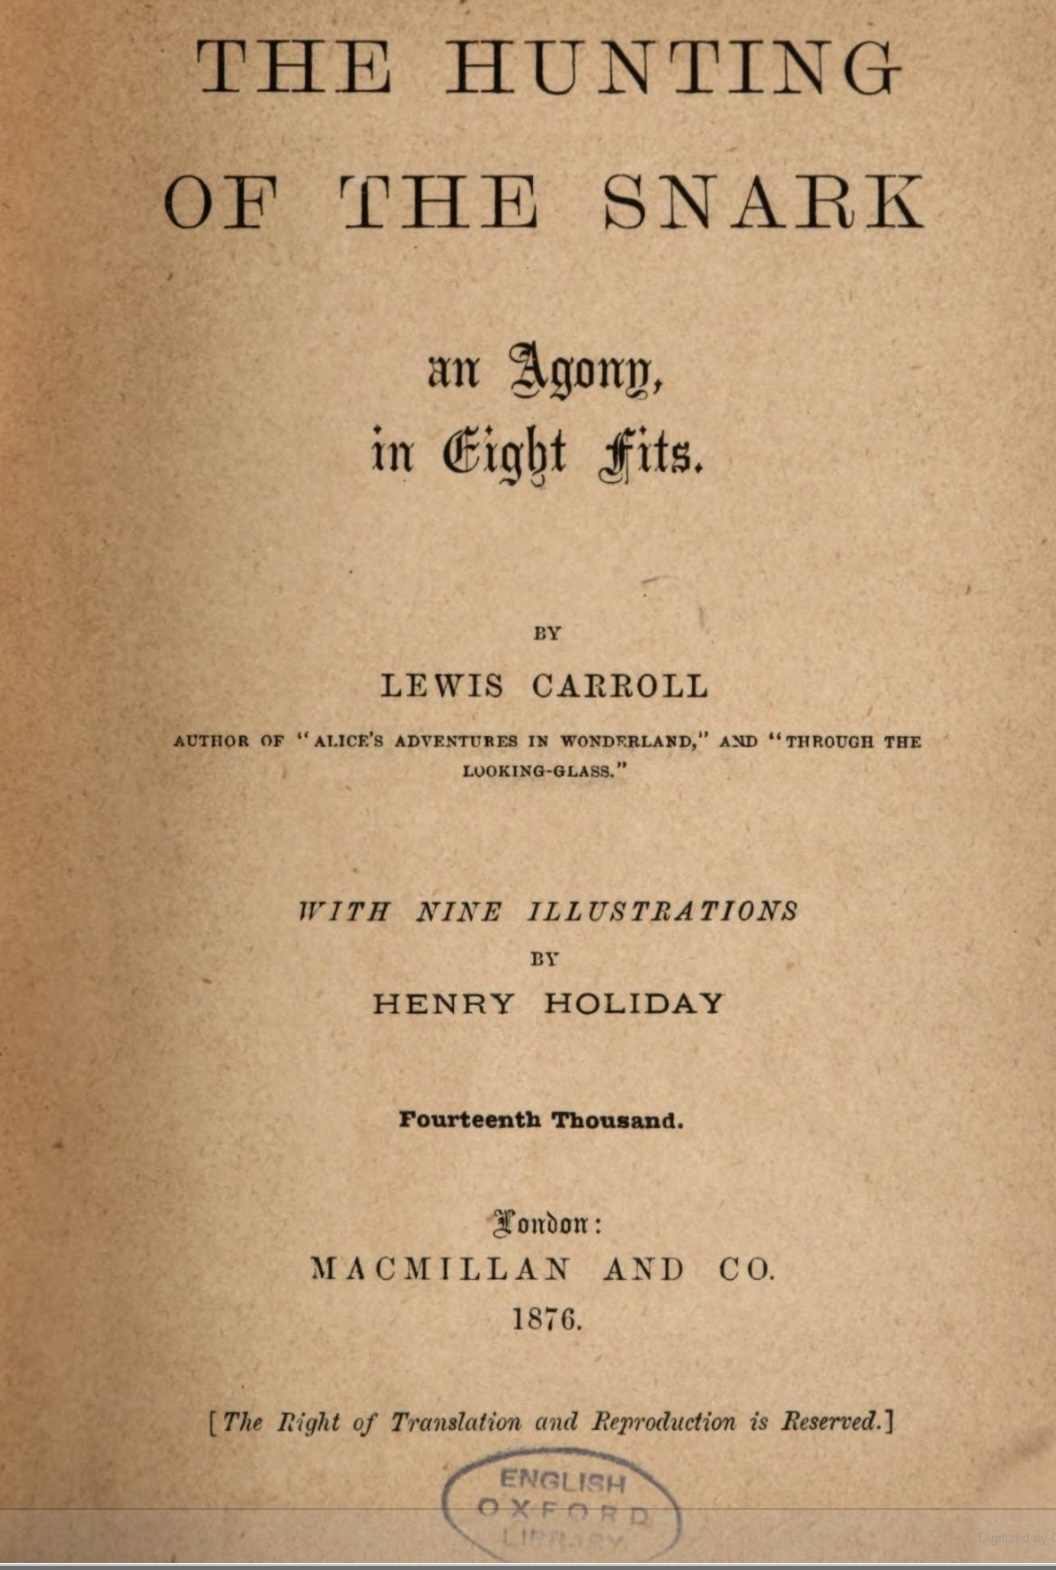 THE HUNTING
OF THE SNARK
an Agony,
in Eight Fits.
BY
LEWIS CARROLL
AUTHOR OF "ALICE'S ADVENTURES IN WONDERLAND," AND "THROUGH THE
LOOKING-GLASS."
WITH NINE ILLUSTRATIONS
BY
HENRY HOLIDAY
Fourteenth Thousand.
London:
MACMILLAN AND CO.
1876.
[The Right of Translation and Reproduction is Reserved.]
ENGLISH
OXFORD
LIBRARY
Digitized by